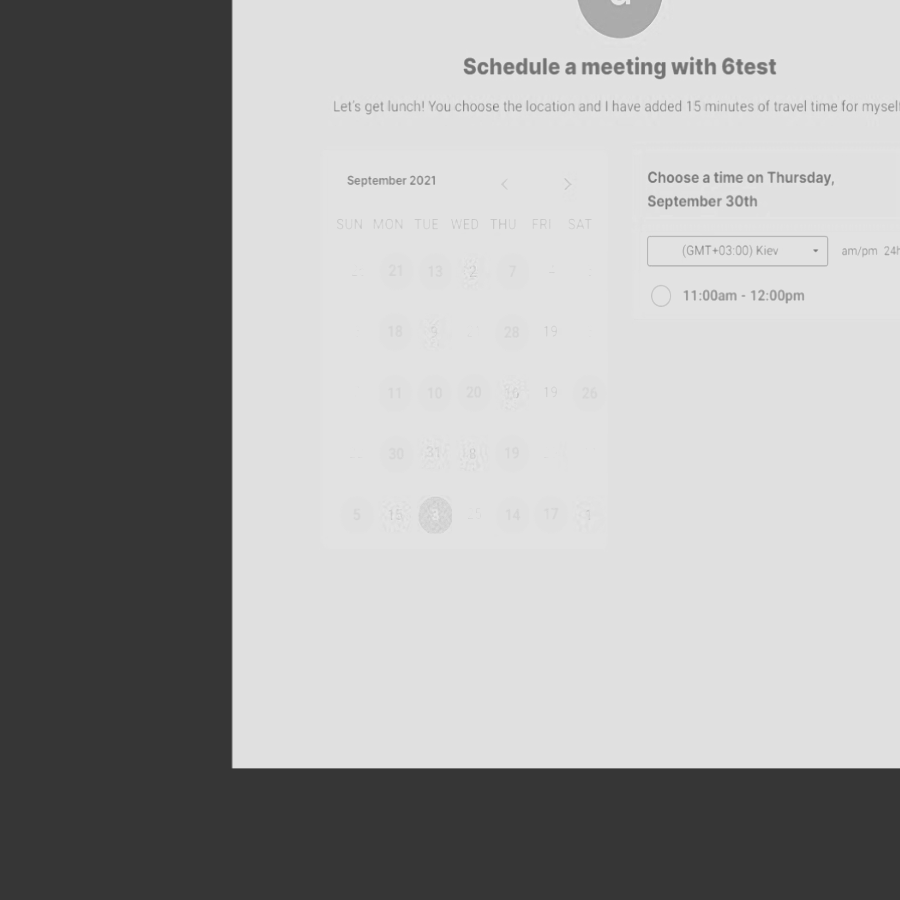 Schedule a meeting with 6test
Let's get lunch! You choose the location and I have added 15 minutes of travel time for mysel
September 2021
SUN MON TUE WED THU FRI SAT
21 13 2 7
18 9 28 19
11 10 20 16 19 26
30 31 18 19
5 15 3 14 17 1
Choose a time on Thursday,
September 30th
(GMT+03:00) Kiev am/pm 24h
11:00am - 12:00pm